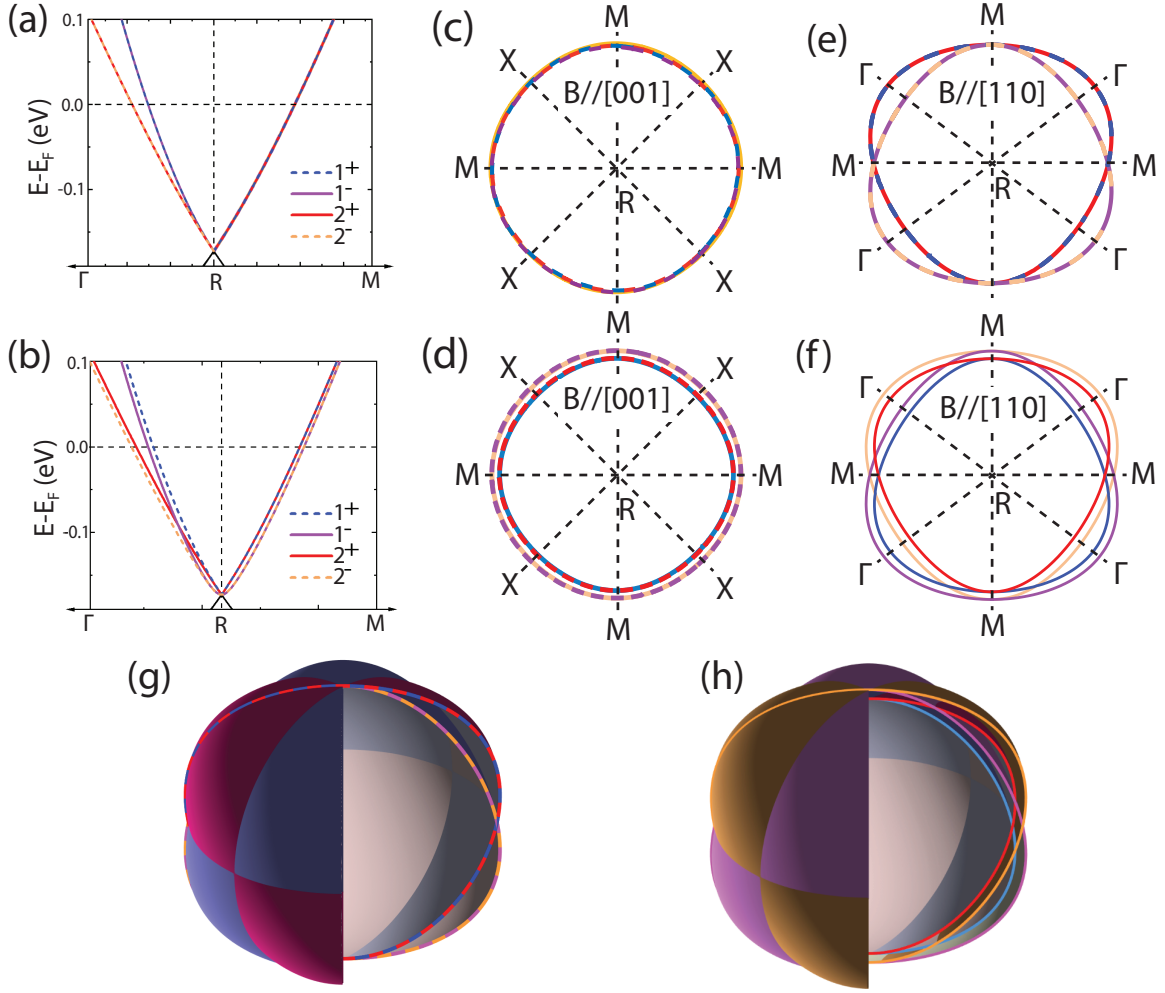 (a)
0.1
0.0
-0.1
E-E_F (eV)
1⁺
1⁻
2⁺
2⁻
Γ R M
(b)
0.1
0.0
-0.1
E-E_F (eV)
1⁺
1⁻
2⁺
2⁻
Γ R M
(c)
M
X X
B//[001]
M M
R
X X
(d)
M
X X
B//[001]
M M
R
X X
M
(e)
M
Γ Γ
B//[110]
M M
R
Γ Γ
(f)
M
Γ Γ
B//[110]
M M
R
Γ Γ
M
(g)
(h)